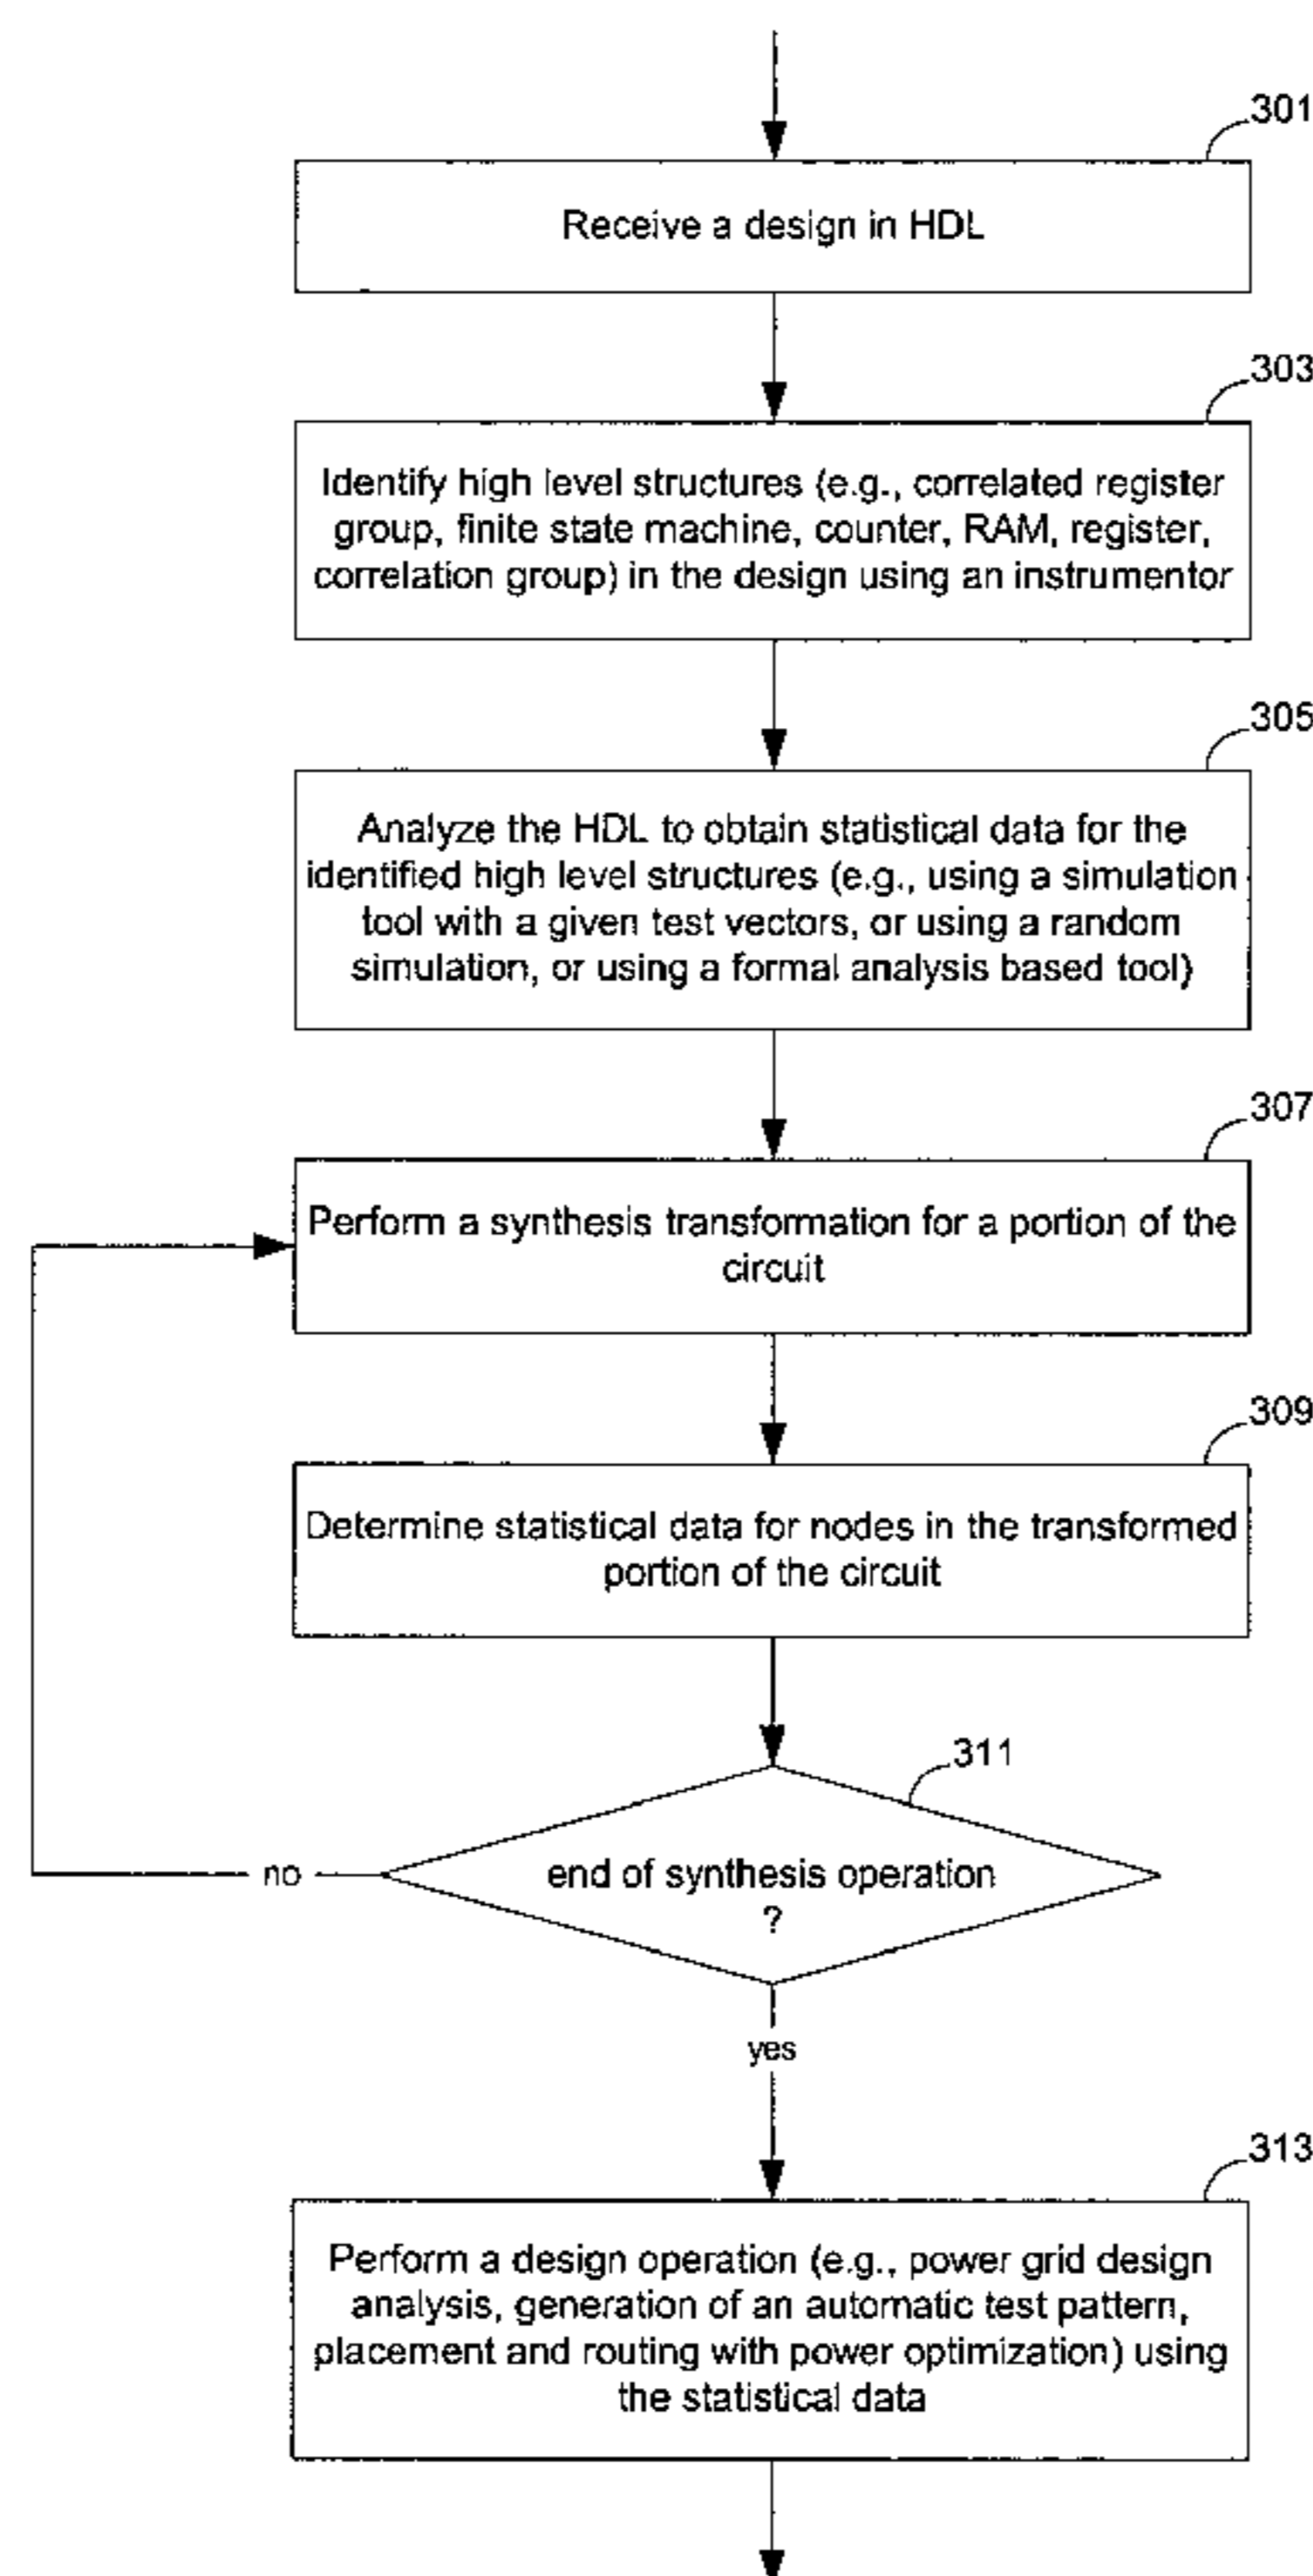 301
Receive a design in HDL
303
Identify high level structures (e.g., correlated register
group, finite state machine, counter, RAM, register,
correlation group) in the design using an instrumentor
305
Analyze the HDL to obtain statistical data for the
identified high level structures (e.g., using a simulation
tool with a given test vectors, or using a random
simulation, or using a formal analysis based tool)
307
Perform a synthesis transformation for a portion of the
circuit
309
Determine statistical data for nodes in the transformed
portion of the circuit
311
end of synthesis operation
?
no
yes
313
Perform a design operation (e.g., power grid design
analysis, generation of an automatic test pattern,
placement and routing with power optimization) using
the statistical data